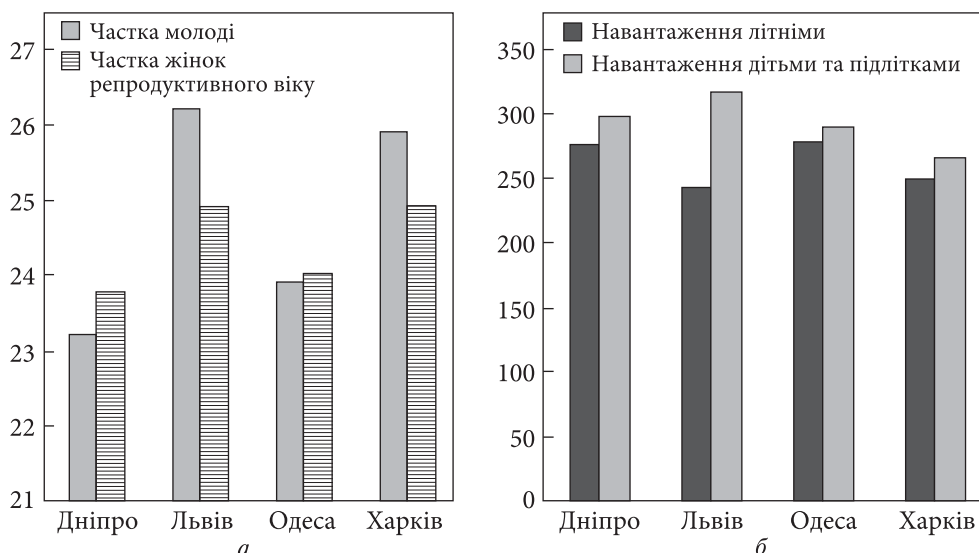 Частка молоді
Частка жінок
репродуктивного віку
27
26
25
24
23
22
21
Дніпро Львів Одеса Харків
а
Навантаження літніми
Навантаження дітьми та підлітками
350
300
250
200
150
100
50
0
Дніпро Львів Одеса Харків
б